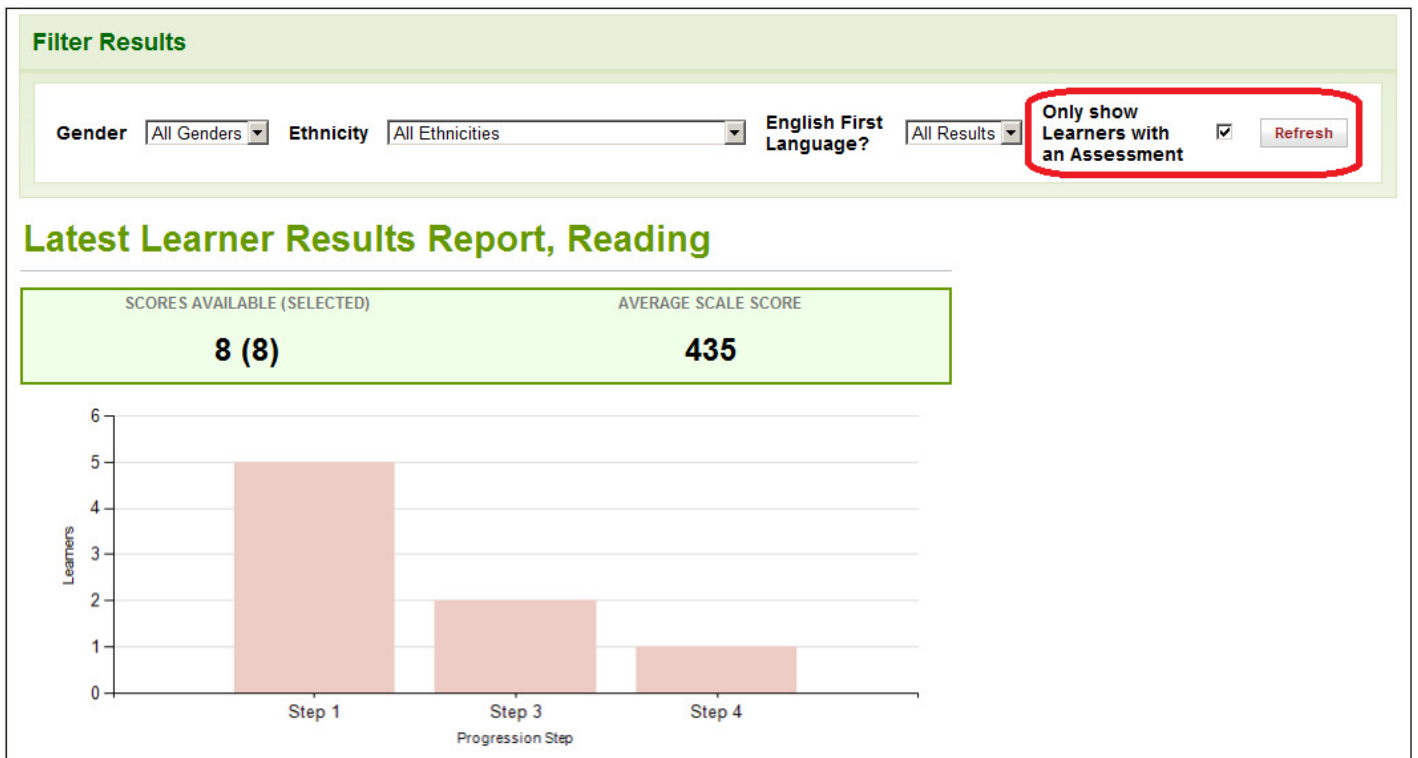 Filter Results
Gender All Genders Ethnicity All Ethnicities English First Language? All Results Only show Learners with an Assessment Refresh
Latest Learner Results Report, Reading
SCORES AVAILABLE (SELECTED) AVERAGE SCALE SCORE
8 (8) 435
6
5
4
3
2
1
0
Learners
Step 1 Step 3 Step 4
Progression Step